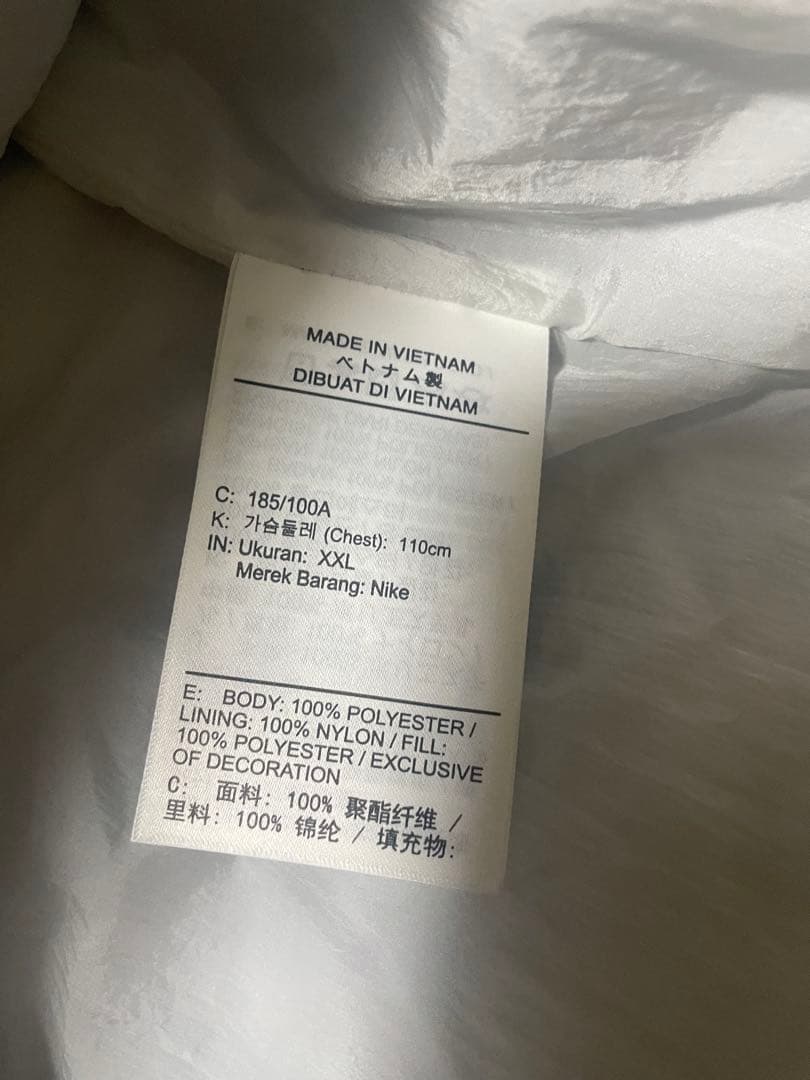 MADE IN VIETNAM
ベトナム製
DIBUAT DI VIETNAM
C: 185/100A
K: 가슴둘레 (Chest): 110cm
IN: Ukuran: XXL
Merek Barang: Nike
E: BODY: 100% POLYESTER /
LINING: 100% NYLON / FILL:
100% POLYESTER / EXCLUSIVE
OF DECORATION
C: 面料: 100% 聚酯纤维 /
里料: 100% 锦纶 / 填充物: